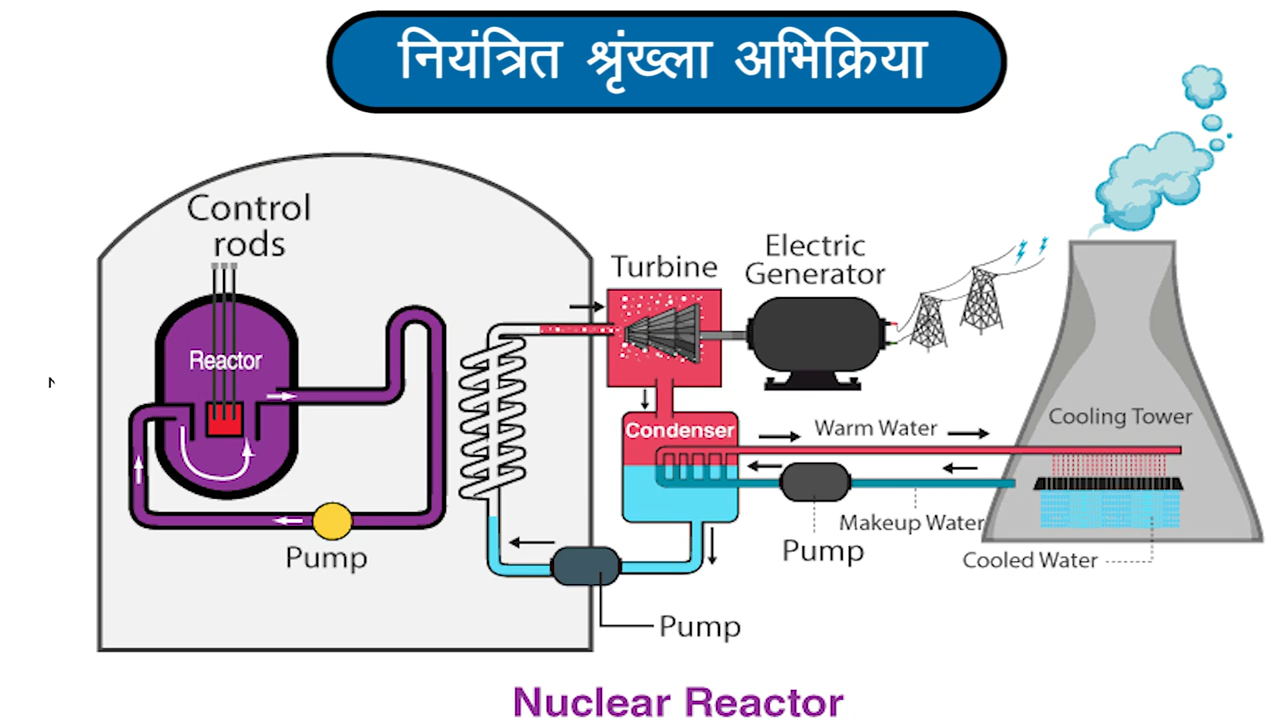 नियंत्रित श्रृंख्ला अभिक्रिया
Control
rods
Reactor
Pump
Turbine
Electric
Generator
Condenser
Warm Water
Cooling Tower
Makeup Water
Pump
Cooled Water
Pump
Nuclear Reactor